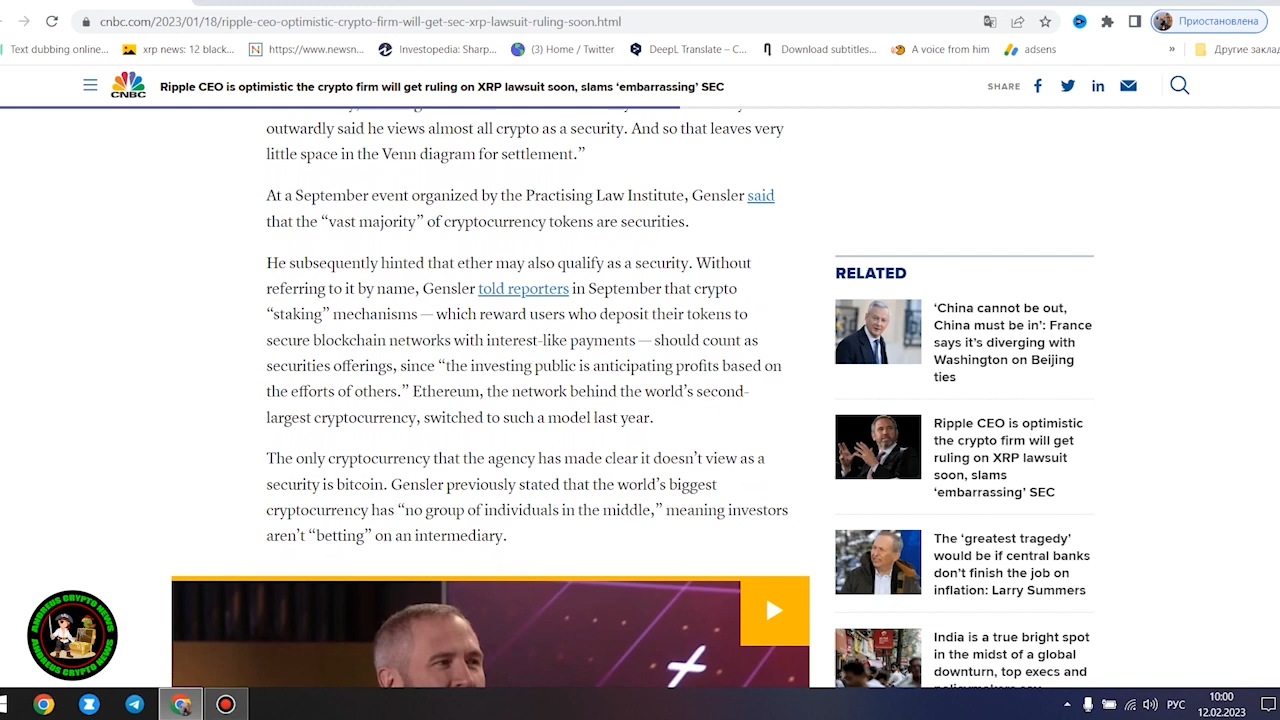 cnbc.com/2023/01/18/ripple-ceo-optimistic-crypto-firm-will-get-sec-xrp-lawsuit-ruling-soon.html
Приостановлена
Text dubbing online...
xrp news: 12 black...
https://www.newsn...
Investopedia: Sharp...
(3) Home / Twitter
DeepL Translate – C...
Download subtitles...
A voice from him
adsens
»
Другие закла
CNBC
Ripple CEO is optimistic the crypto firm will get ruling on XRP lawsuit soon, slams ‘embarrassing’ SEC
SHARE
outwardly said he views almost all crypto as a security. And so that leaves very
little space in the Venn diagram for settlement.”
At a September event organized by the Practising Law Institute, Gensler said
that the “vast majority” of cryptocurrency tokens are securities.
He subsequently hinted that ether may also qualify as a security. Without
referring to it by name, Gensler told reporters in September that crypto
“staking” mechanisms — which reward users who deposit their tokens to
secure blockchain networks with interest-like payments — should count as
securities offerings, since “the investing public is anticipating profits based on
the efforts of others.” Ethereum, the network behind the world’s second-
largest cryptocurrency, switched to such a model last year.
The only cryptocurrency that the agency has made clear it doesn’t view as a
security is bitcoin. Gensler previously stated that the world’s biggest
cryptocurrency has “no group of individuals in the middle,” meaning investors
aren’t “betting” on an intermediary.
RELATED
‘China cannot be out,
China must be in’: France
says it’s diverging with
Washington on Beijing
ties
Ripple CEO is optimistic
the crypto firm will get
ruling on XRP lawsuit
soon, slams
‘embarrassing’ SEC
The ‘greatest tragedy’
would be if central banks
don’t finish the job on
inflation: Larry Summers
India is a true bright spot
in the midst of a global
downturn, top execs and
ANDREUS CRYPTO NEWS
ANDREUS CRYPTO NEWS
РУС
10:00
12.02.2023